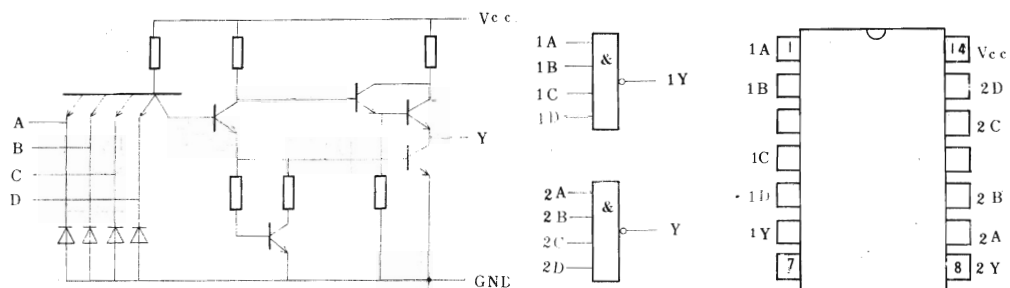 Vcc
A
B
C
D
Y
GND
1A
1B
1C
1D
&
1Y
2A
2B
2C
2D
&
Y
1A 1
1B
1C
1D
1Y
7
14 Vcc
2D
2C
2B
2A
8 2Y